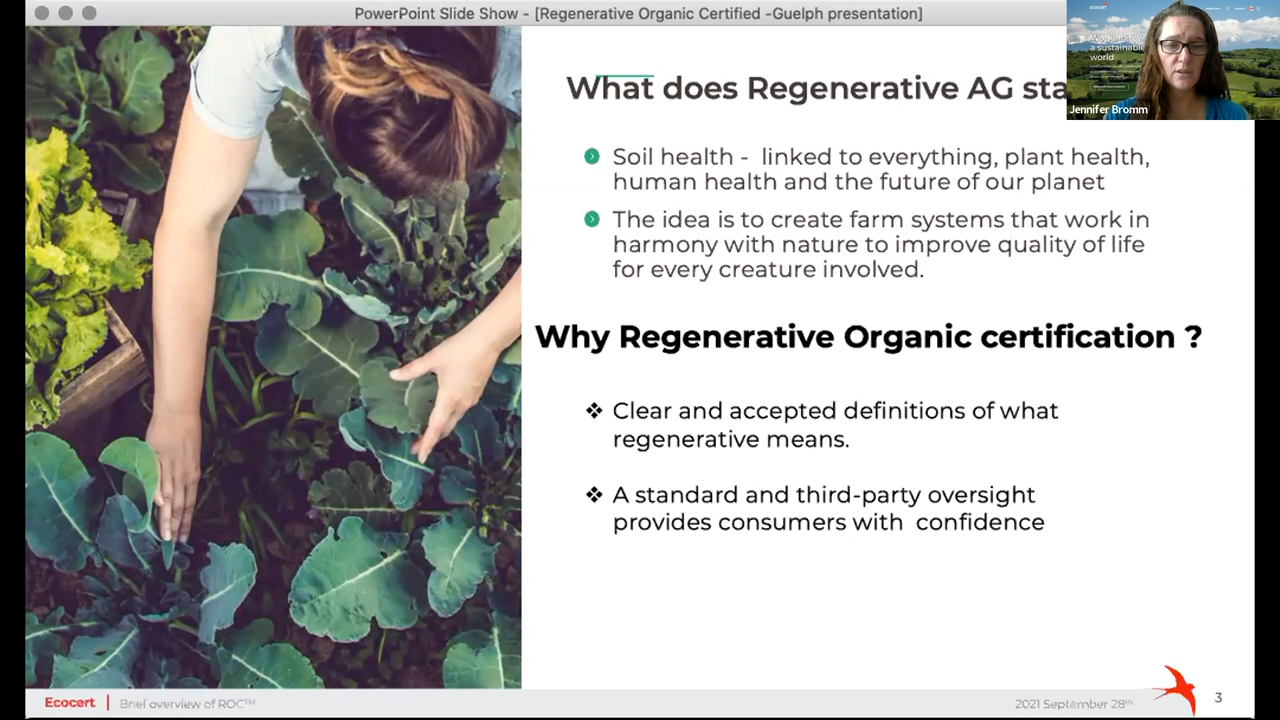 PowerPoint Slide Show - [Regenerative Organic Certified -Guelph presentation]
What does Regenerative AG
Soil health - linked to everything, plant health,
human health and the future of our planet
The idea is to create farm systems that work in
harmony with nature to improve quality of life
for every creature involved.
Why Regenerative Organic certification ?
Clear and accepted definitions of what
regenerative means.
A standard and third-party oversight
provides consumers with confidence
Ecocert
a sustainable
world
Jennifer Bromm
Ecocert | Brief overview of ROC™
2021 September 28th
3